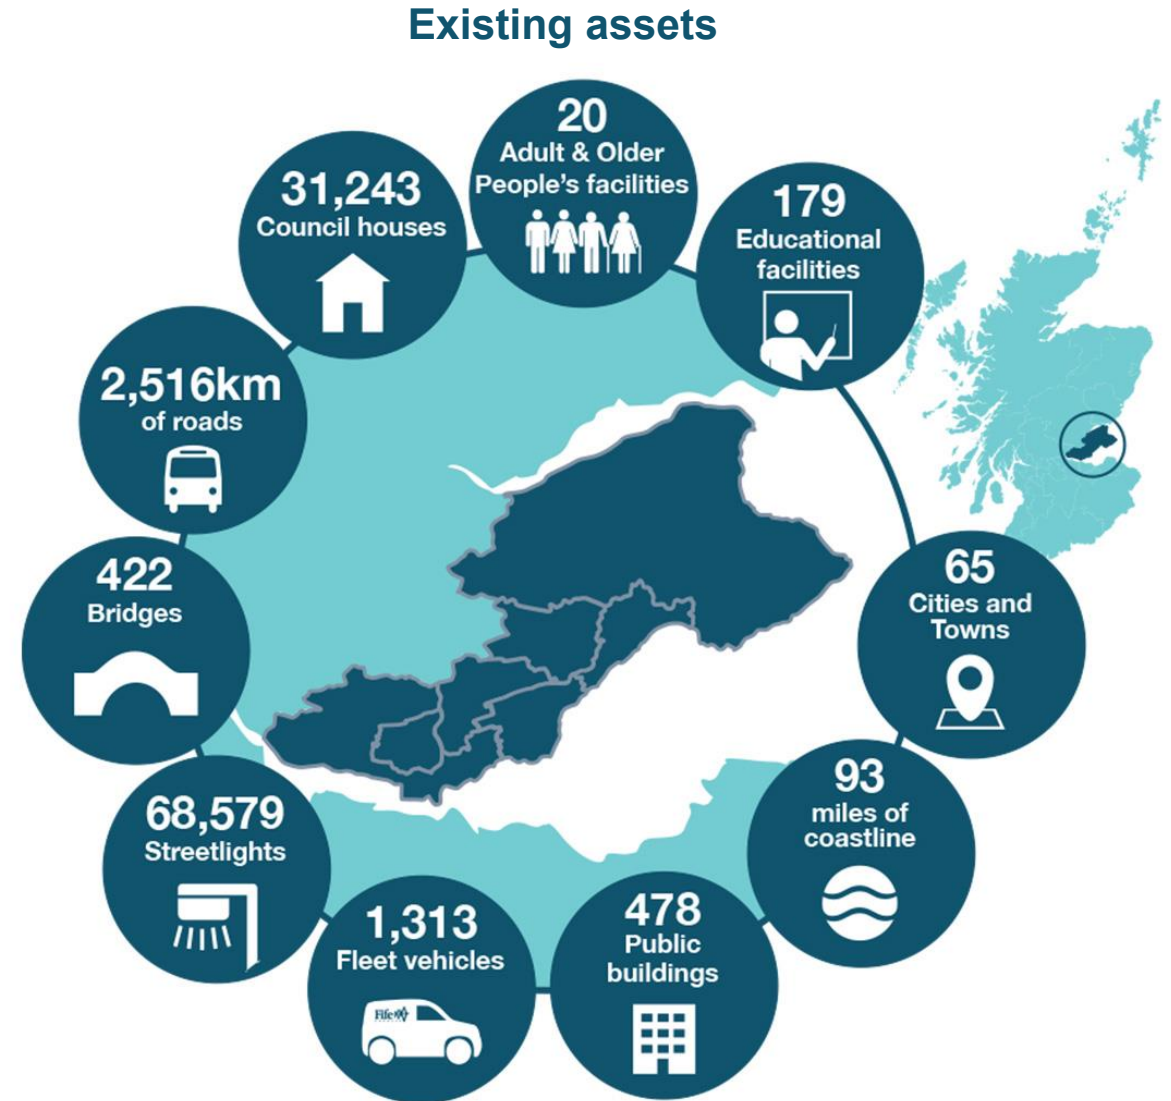 Existing assets
20
Adult & Older
People's facilities
179
Educational
facilities
65
Cities and
Towns
93
miles of
coastline
478
Public
buildings
1,313
Fleet vehicles
Fife
68,579
Streetlights
422
Bridges
2,516km
of roads
31,243
Council houses